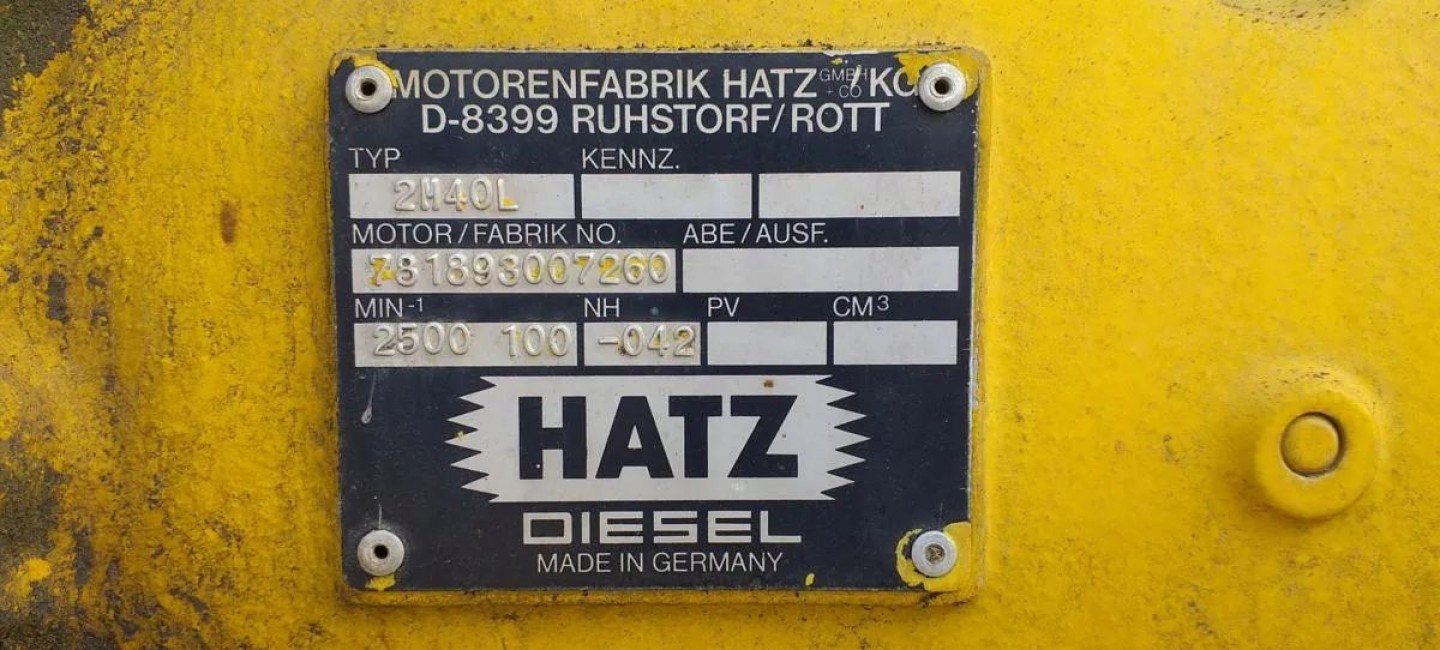 MOTORENFABRIK HATZ GMBH + CO KG
D-8399 RUHSTORF/ROTT
TYP KENNZ.
2M40L
MOTOR/FABRIK NO. ABE/AUSF.
781893007260
MIN-1 NH PV CM3
2500 100 -042
HATZ
DIESEL
MADE IN GERMANY